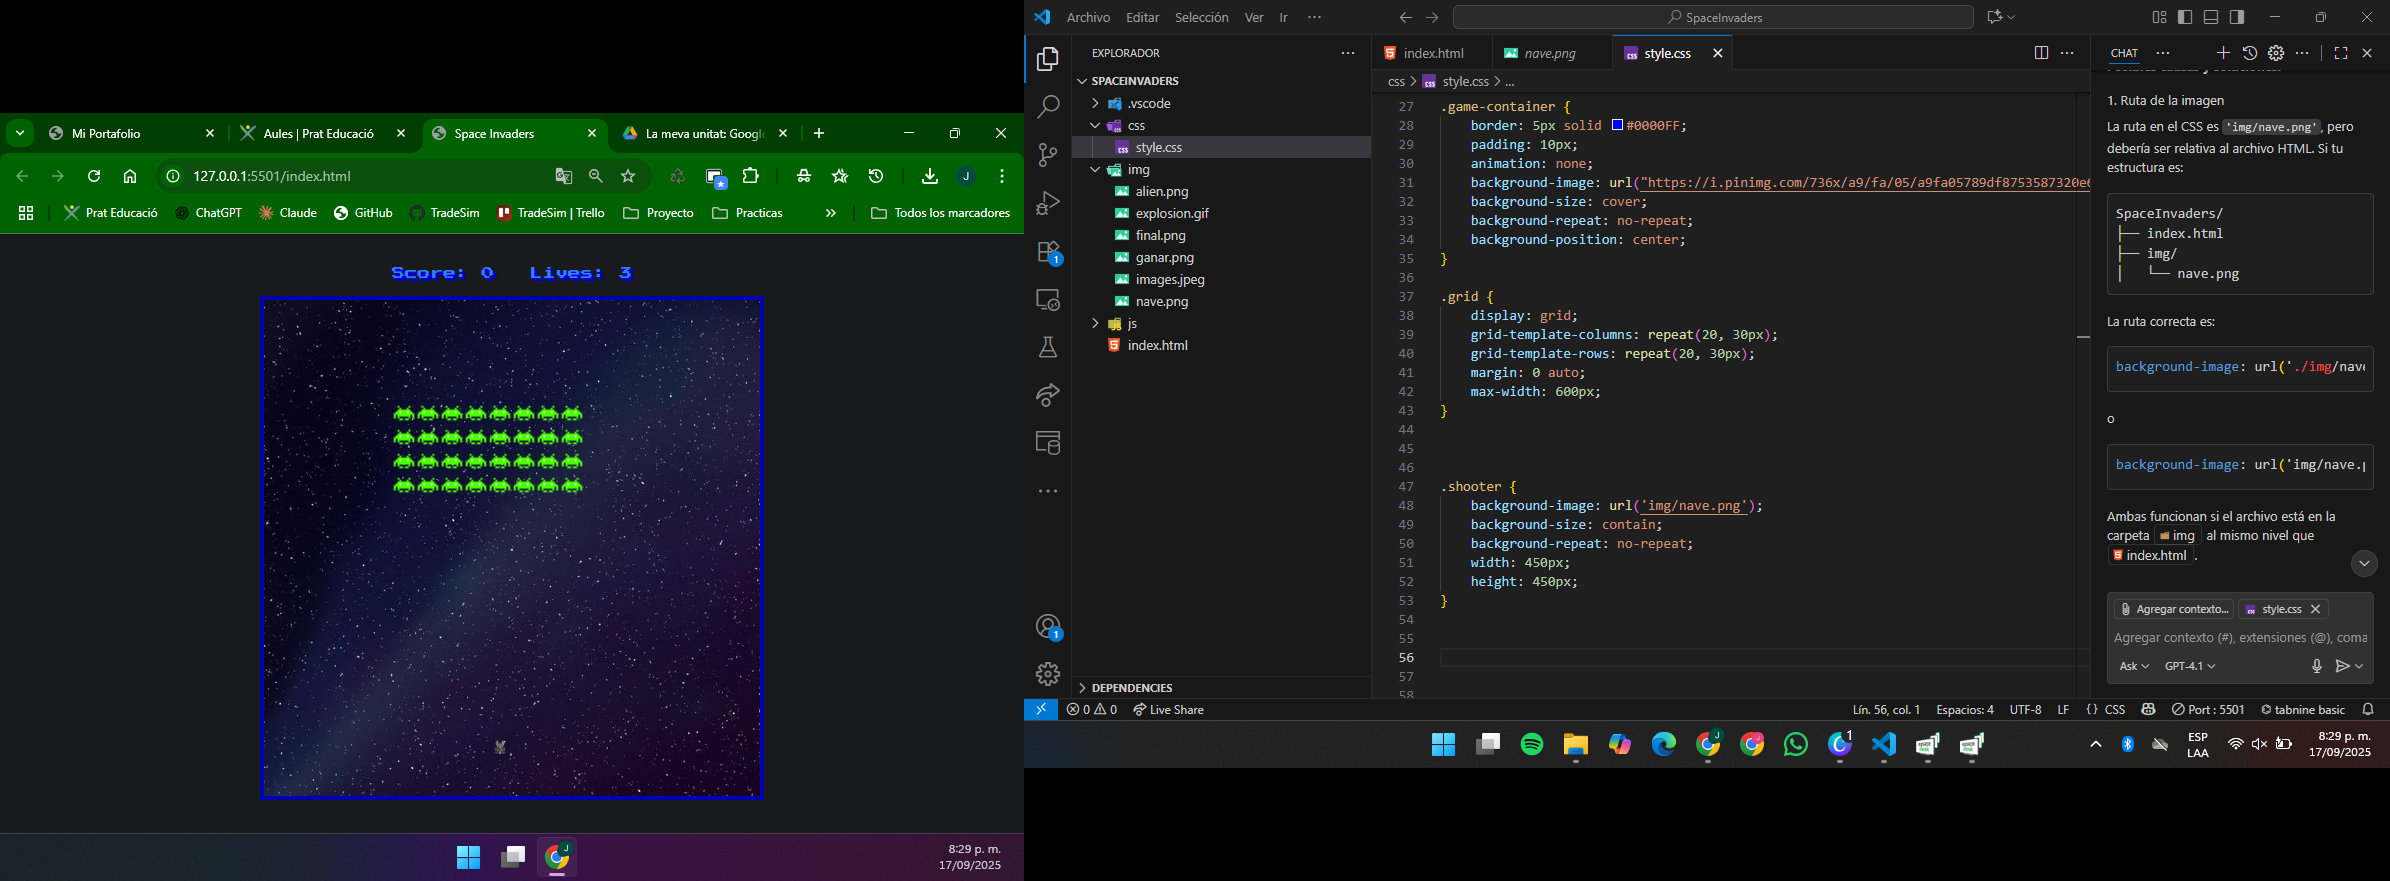 Mi Portafolio
Aules | Prat Educació
Space Invaders
La meva unitat: Google
127.0.0.1:5501/index.html
J
Prat Educació
ChatGPT
Claude
GitHub
TradeSim
TradeSim | Trello
Proyecto
Practicas
Todos los marcadores
Score: 0 Lives: 3
8:29 p. m.
17/09/2025
Archivo Editar Selección Ver Ir
SpaceInvaders
EXPLORADOR
SPACEINVADERS
.vscode
css
style.css
img
alien.png
explosion.gif
final.png
ganar.png
images.jpeg
nave.png
js
index.html
DEPENDENCIES
index.html
nave.png
style.css
css > style.css > ...
27 .game-container {
28 border: 5px solid #0000FF;
29 padding: 10px;
30 animation: none;
31 background-image: url("https://i.pinimg.com/736x/a9/fa/05/a9fa05789df8753587320e6
32 background-size: cover;
33 background-repeat: no-repeat;
34 background-position: center;
35 }
36
37 .grid {
38 display: grid;
39 grid-template-columns: repeat(20, 30px);
40 grid-template-rows: repeat(20, 30px);
41 margin: 0 auto;
42 max-width: 600px;
43 }
44
45
46
47 .shooter {
48 background-image: url('img/nave.png');
49 background-size: contain;
50 background-repeat: no-repeat;
51 width: 450px;
52 height: 450px;
53 }
54
55
56
57
58
CHAT
1. Ruta de la imagen
La ruta en el CSS es 'img/nave.png', pero
debería ser relativa al archivo HTML. Si tu
estructura es:
SpaceInvaders/
├── index.html
├── img/
│   └── nave.png
La ruta correcta es:
background-image: url('./img/nave
o
background-image: url('img/nave.p
Ambas funcionan si el archivo está en la
carpeta img al mismo nivel que
index.html .
Agregar contexto...
style.css
Agregar contexto (#), extensiones (@), coma
Ask
GPT-4.1
0 0
Live Share
Lín. 56, col. 1
Espacios: 4
UTF-8
LF
{} CSS
Port : 5501
tabnine basic
ESP
LAA
8:29 p. m.
17/09/2025